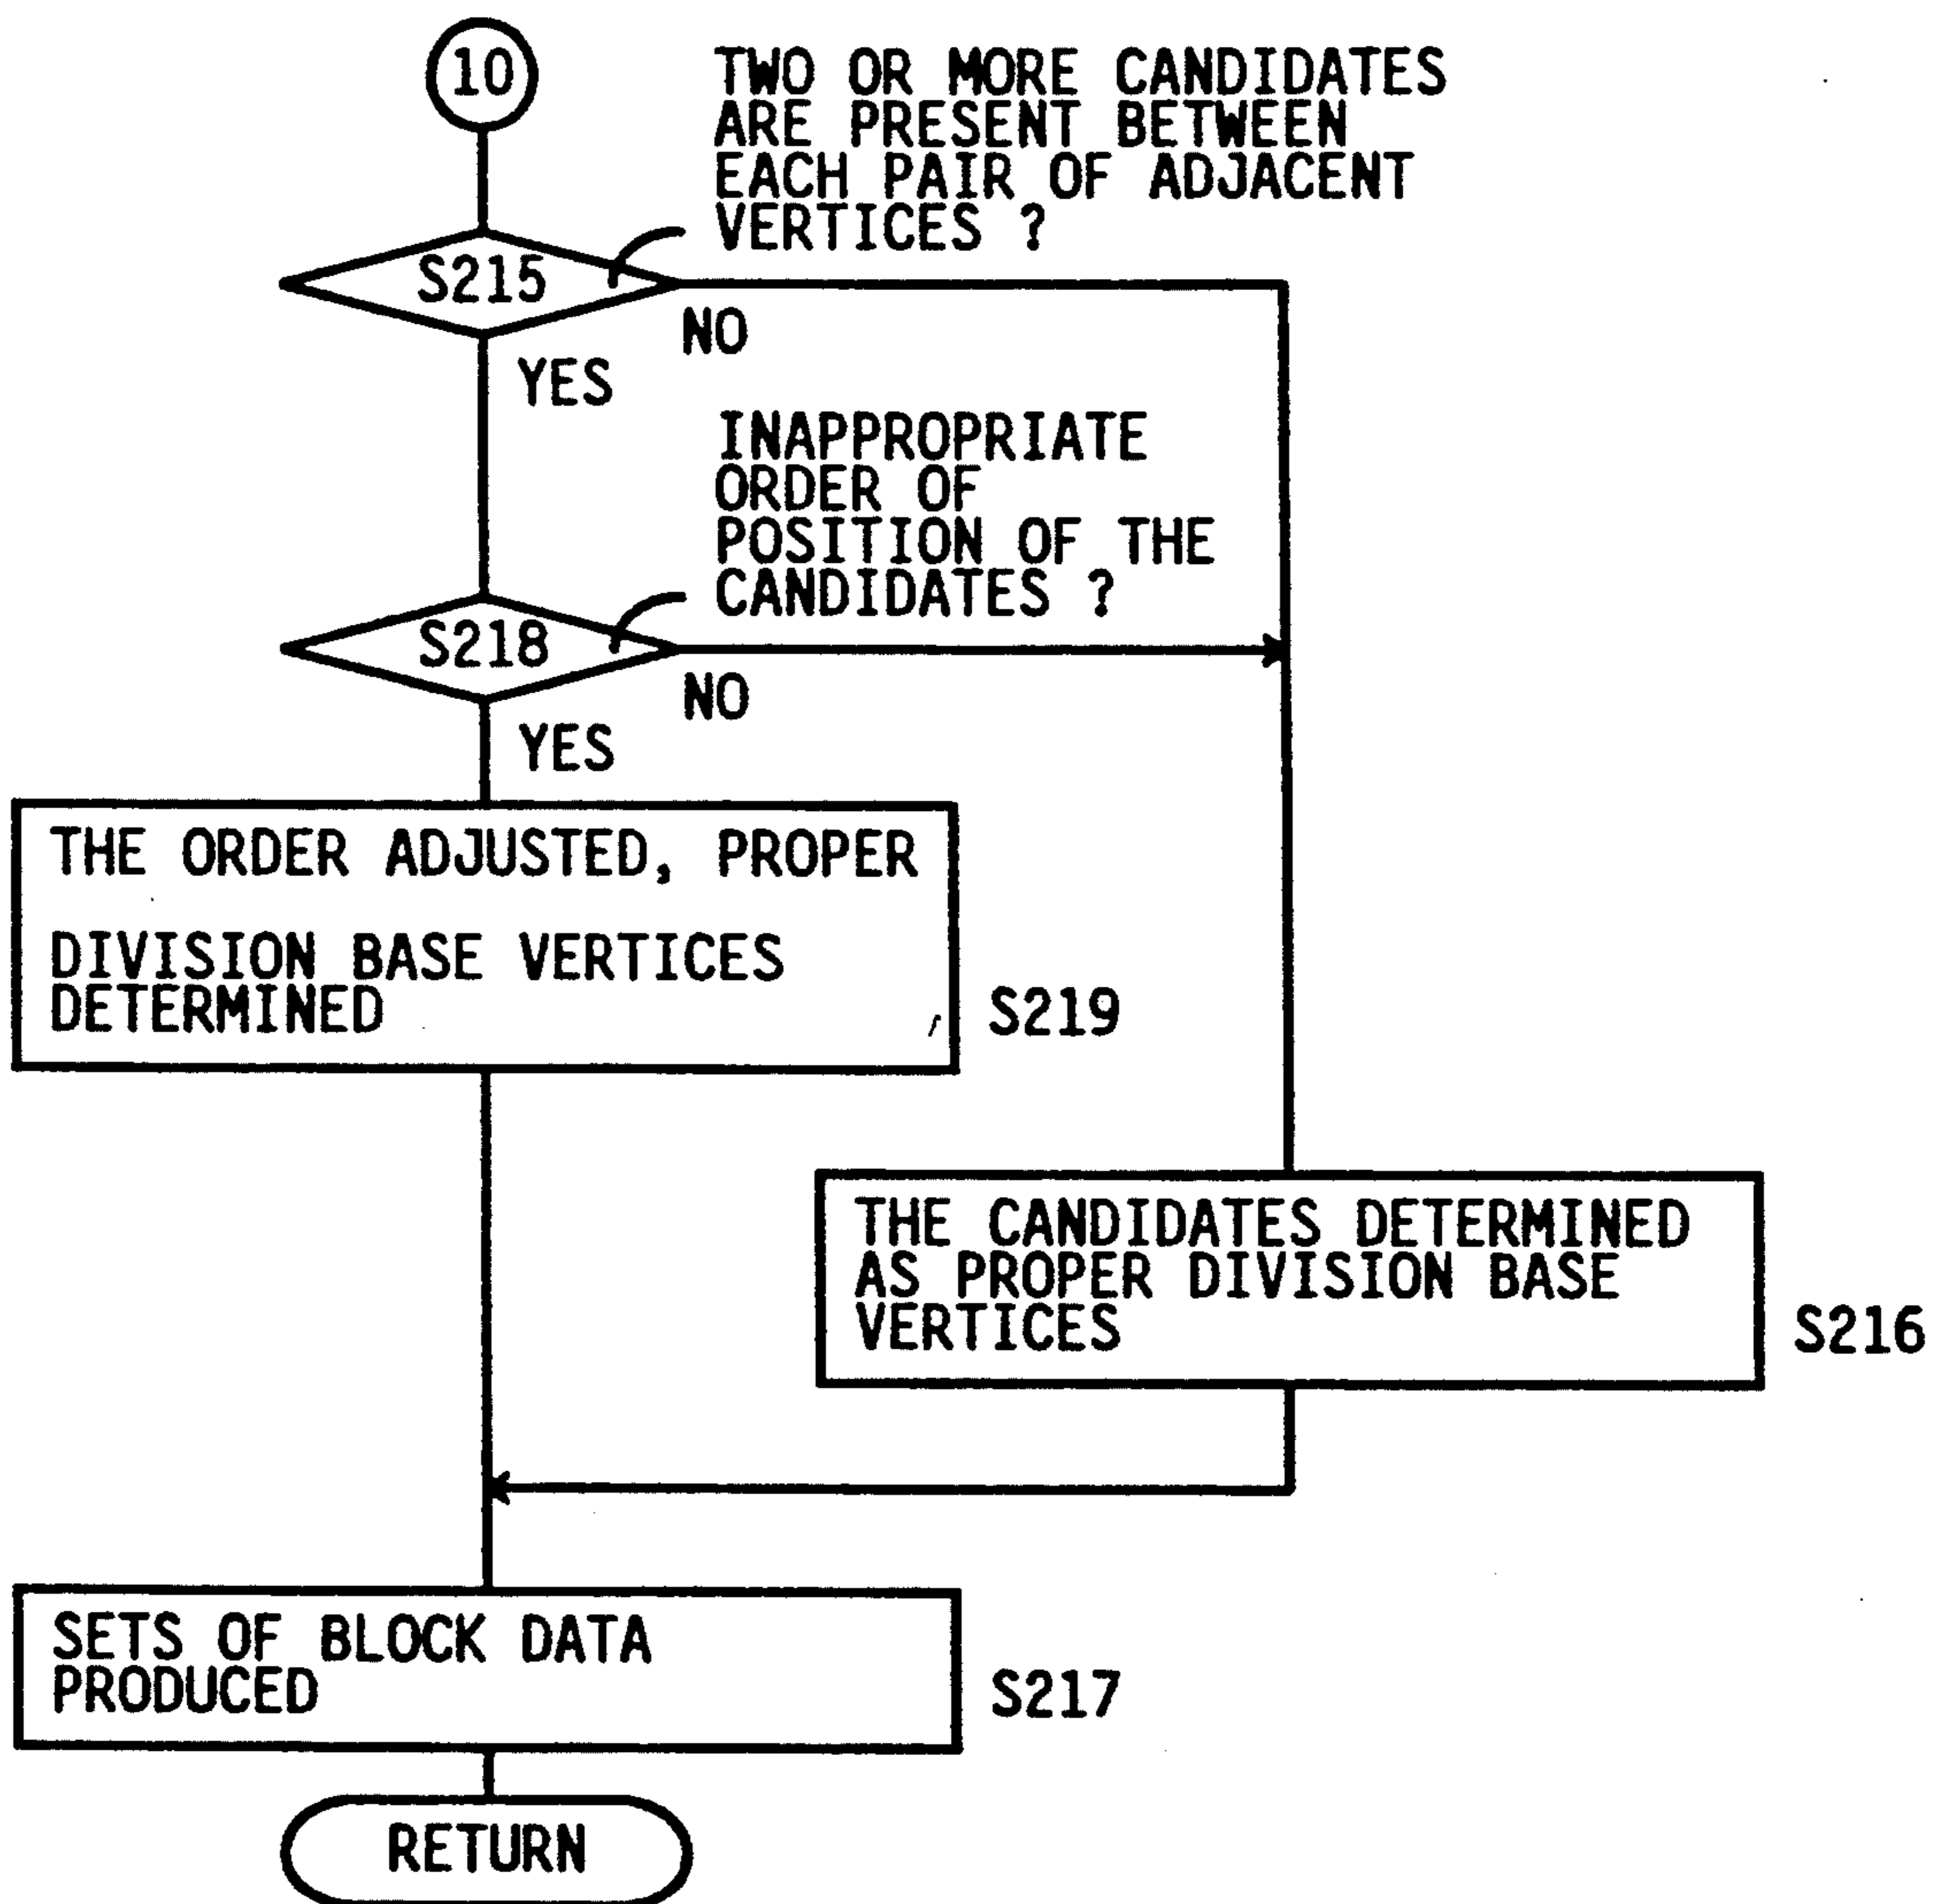 10
TWO OR MORE CANDIDATES
ARE PRESENT BETWEEN
EACH PAIR OF ADJACENT
VERTICES ?
S215
NO
YES
INAPPROPRIATE
ORDER OF
POSITION OF THE
CANDIDATES ?
S218
NO
YES
THE ORDER ADJUSTED, PROPER
DIVISION BASE VERTICES
DETERMINED
S219
THE CANDIDATES DETERMINED
AS PROPER DIVISION BASE
VERTICES
S216
SETS OF BLOCK DATA
PRODUCED
S217
RETURN